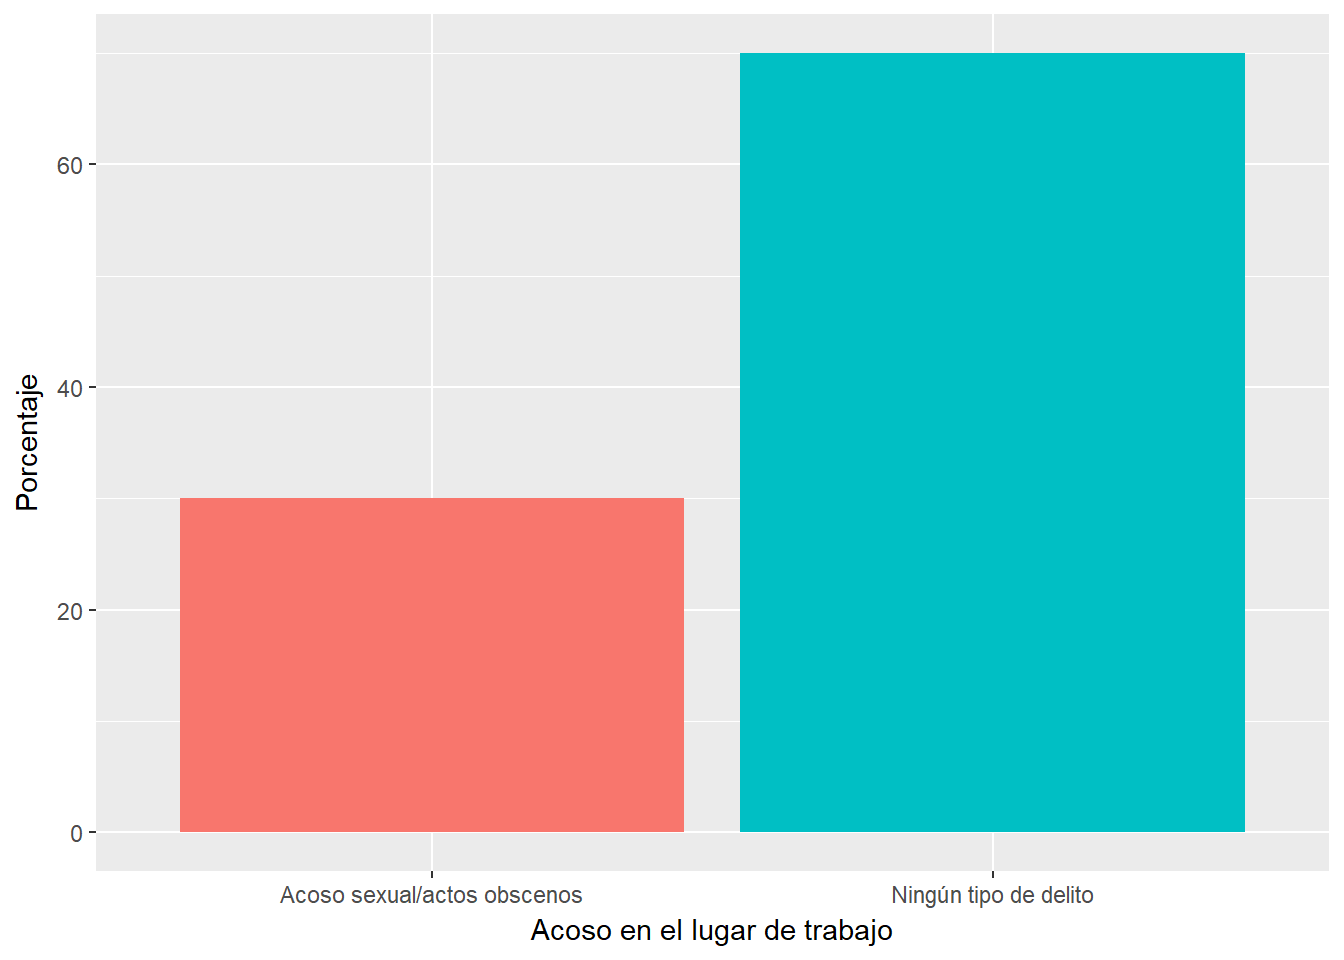 Porcentaje
60
40
20
0
Acoso sexual/actos obscenos
Ningún tipo de delito
Acoso en el lugar de trabajo